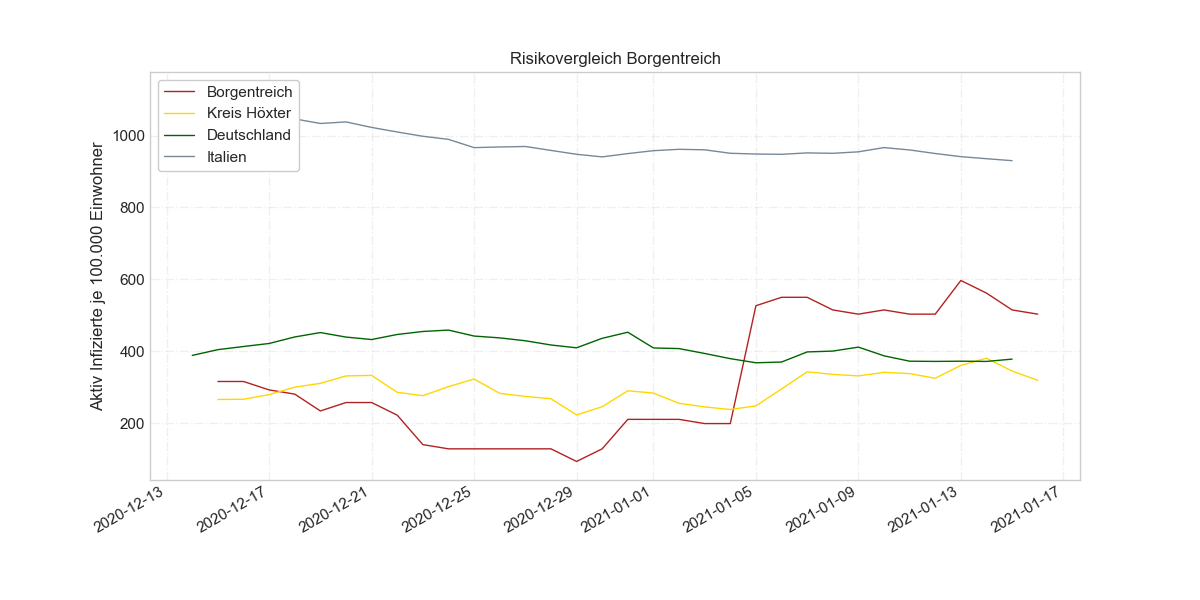 Risikovergleich Borgentreich
Borgentreich
Kreis Höxter
Deutschland
Italien
Aktiv Infizierte je 100.000 Einwohner
1000
800
600
400
200
2020-12-13
2020-12-17
2020-12-21
2020-12-25
2020-12-29
2021-01-01
2021-01-05
2021-01-09
2021-01-13
2021-01-17